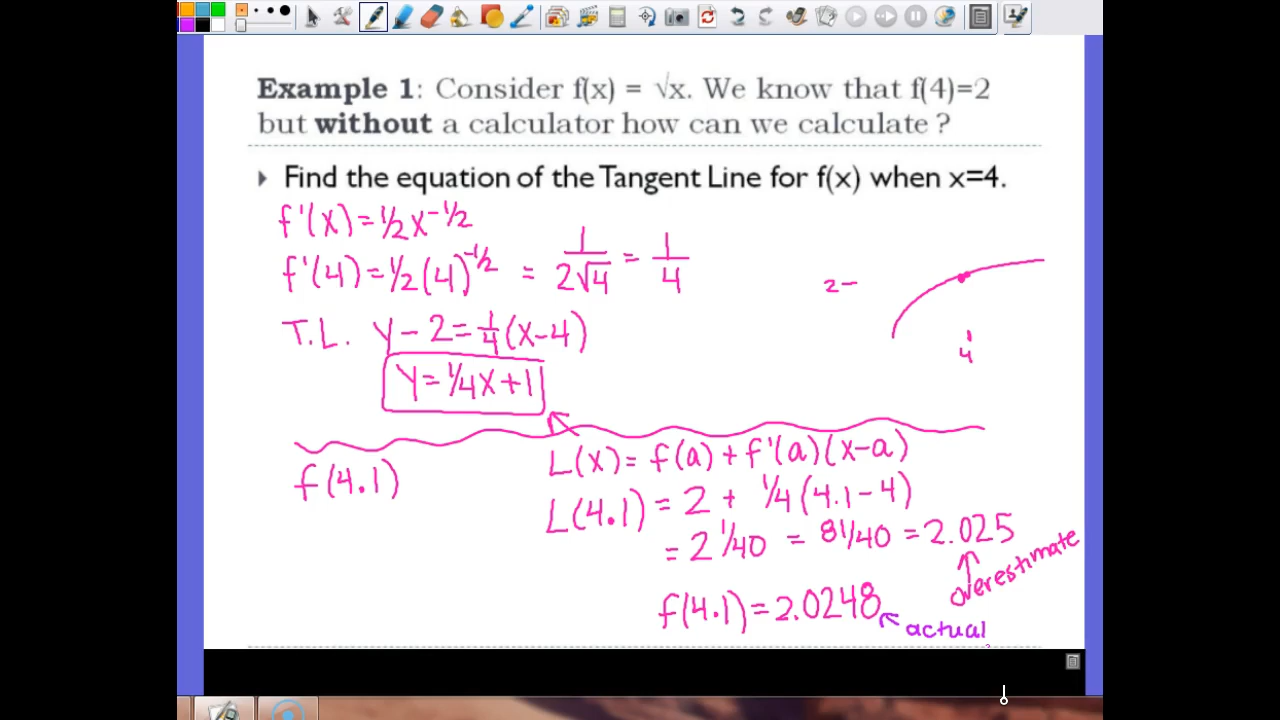 Example 1: Consider f(x) = √x. We know that f(4)=2
but without a calculator how can we calculate ?
Find the equation of the Tangent Line for f(x) when x=4.
f'(x)=½x^-½
f'(4)=½(4)^-½ = 1/(2√4) = 1/4
2-
4
T.L. y-2=¼(x-4)
y=¼x+1
f(4.1)
L(x)= f(a)+f'(a)(x-a)
L(4.1)= 2 + ¼(4.1-4)
= 2 1/40 = 81/40 = 2.025
overestimate
f(4.1)=2.0248
actual